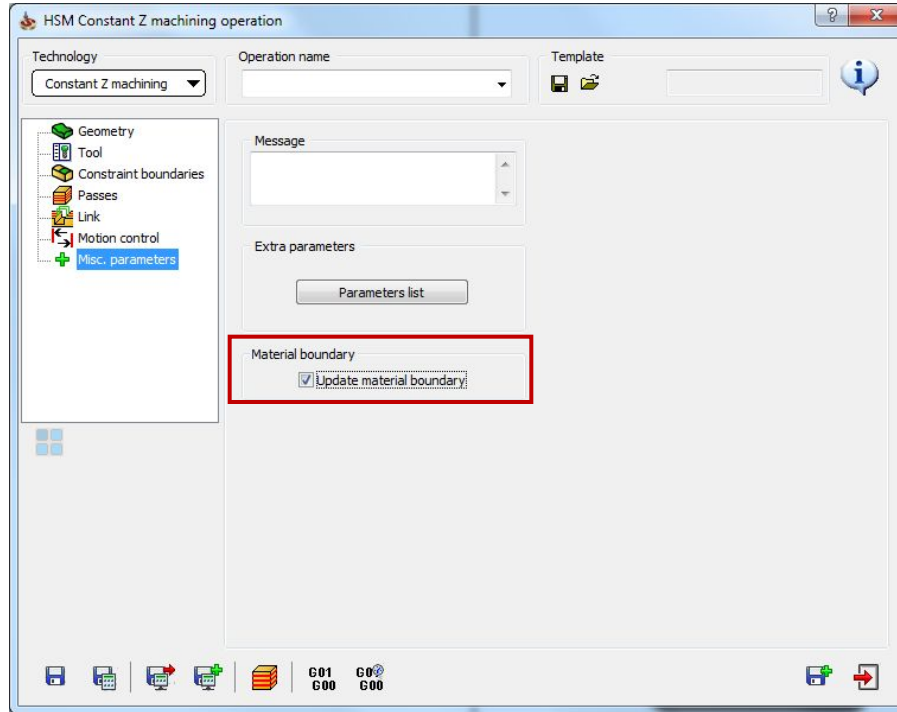 HSM Constant Z machining operation
Technology
Operation name
Template
Constant Z machining
Geometry
Tool
Constraint boundaries
Passes
Link
Motion control
Misc. parameters
Message
Extra parameters
Parameters list
Material boundary
Update material boundary
G01
G00
G00
G00